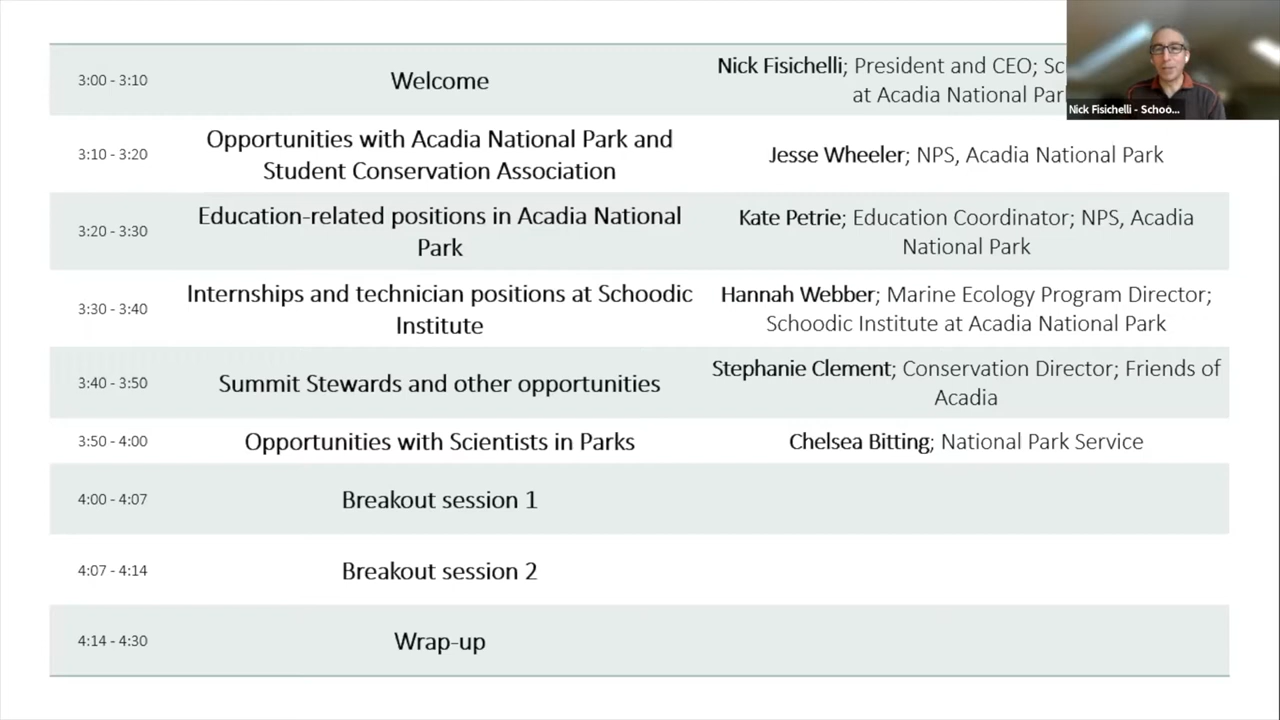 3:00 - 3:10
Welcome
Nick Fisichelli; President and CEO;
at Acadia National
Nick Fisichelli - Schoo...
3:10 - 3:20
Opportunities with Acadia National Park and
Student Conservation Association
Jesse Wheeler; NPS, Acadia National Park
3:20 - 3:30
Education-related positions in Acadia National
Park
Kate Petrie; Education Coordinator; NPS, Acadia
National Park
3:30 - 3:40
Internships and technician positions at Schoodic
Institute
Hannah Webber; Marine Ecology Program Director;
Schoodic Institute at Acadia National Park
3:40 - 3:50
Summit Stewards and other opportunities
Stephanie Clement; Conservation Director; Friends of
Acadia
3:50 - 4:00
Opportunities with Scientists in Parks
Chelsea Bitting; National Park Service
4:00 - 4:07
Breakout session 1
4:07 - 4:14
Breakout session 2
4:14 - 4:30
Wrap-up